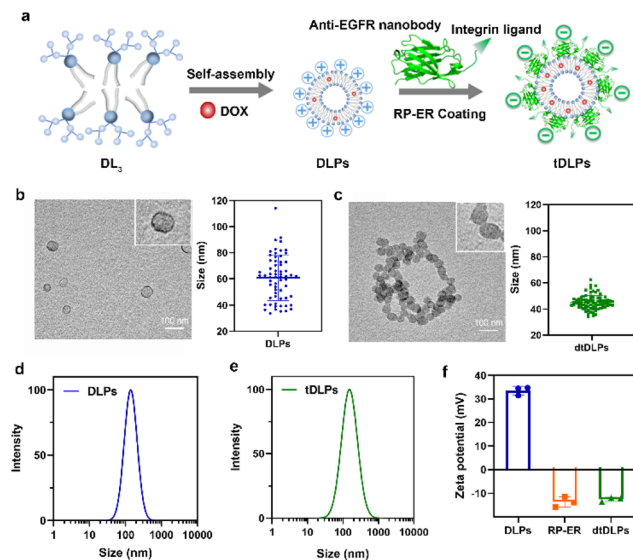 a
Anti-EGFR nanobody
Integrin ligand
Self-assembly
DOX
RP-ER Coating
DL3
DLPs
tDLPs
b
100 nm
Size (nm)
120
100
80
60
40
20
DLPs
c
100 nm
Size (nm)
120
100
80
60
40
20
dtDLPs
d
DLPs
Intensity
100
50
0
1 10 100 1000 10000
Size (nm)
e
tDLPs
Intensity
100
50
0
1 10 100 1000 10000
Size (nm)
f
Zeta potential (mV)
40
30
20
10
0
-10
DLPs RP-ER dtDLPs